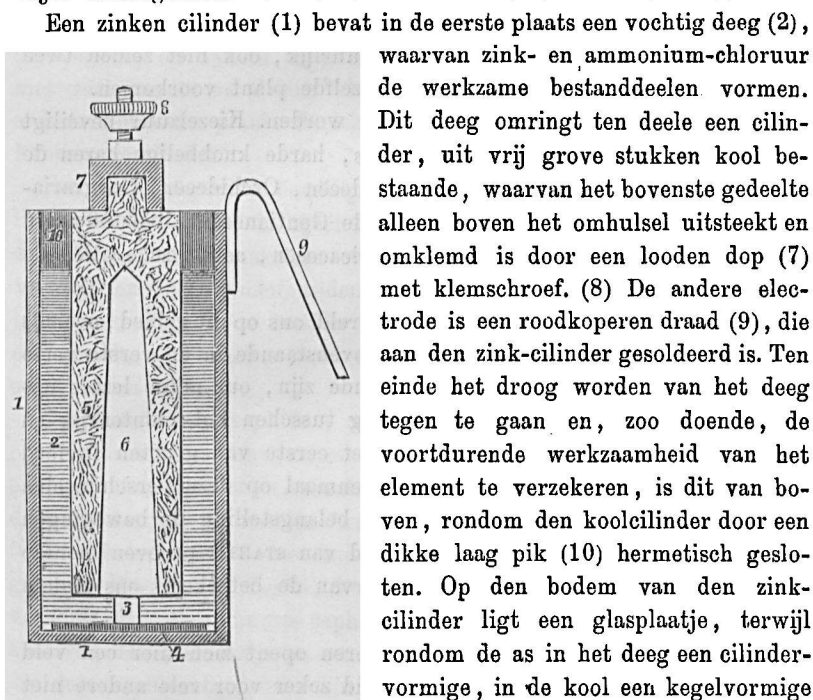 Een zinken cilinder (1) bevat in de eerste plaats een vochtig deeg (2),
waarvan zink- en ammonium-chloruur
de werkzame bestanddeelen vormen.
Dit deeg omringt ten deele een cilin-
der, uit vrij grove stukken kool be-
staande, waarvan het bovenste gedeelte
alleen boven het omhulsel uitsteekt en
omklemd is door een looden dop (7)
met klemschroef. (8) De andere elec-
trode is een roodkoperen draad (9), die
aan den zink-cilinder gesoldeerd is. Ten
einde het droog worden van het deeg
tegen te gaan en, zoo doende, de
voortdurende werkzaamheid van het
element te verzekeren, is dit van bo-
ven, rondom den koolcilinder door een
dikke laag pik (10) hermetisch geslo-
ten. Op den bodem van den zink-
cilinder ligt een glasplaatje, terwijl
rondom de as in het deeg een cilinder-
vormige, in de kool een kegelvormige
8
7
10
9
1
5
2
6
3
4